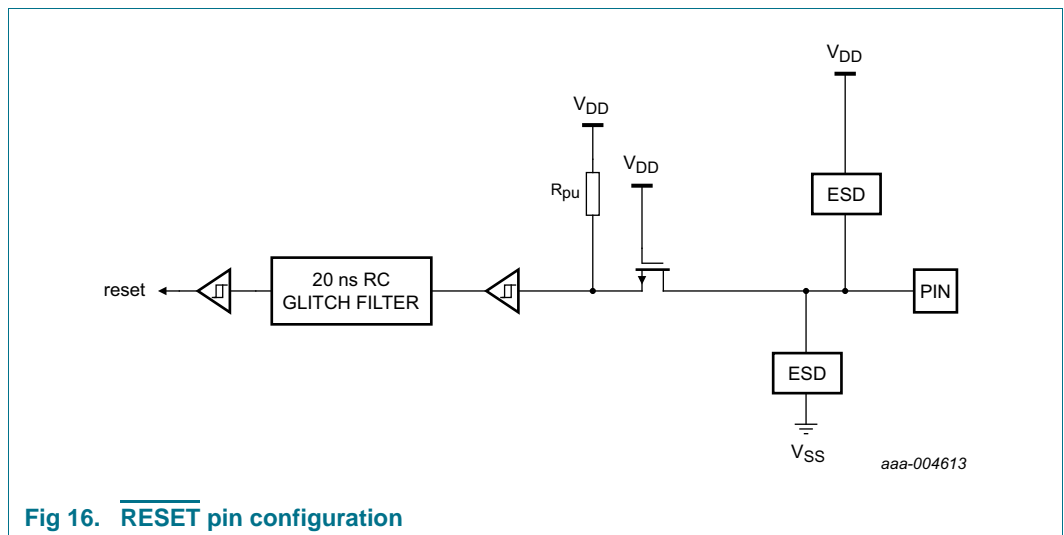 VDD
VDD
VDD
Rpu
ESD
reset
20 ns RC
GLITCH FILTER
PIN
ESD
VSS
aaa-004613
Fig 16. RESET pin configuration